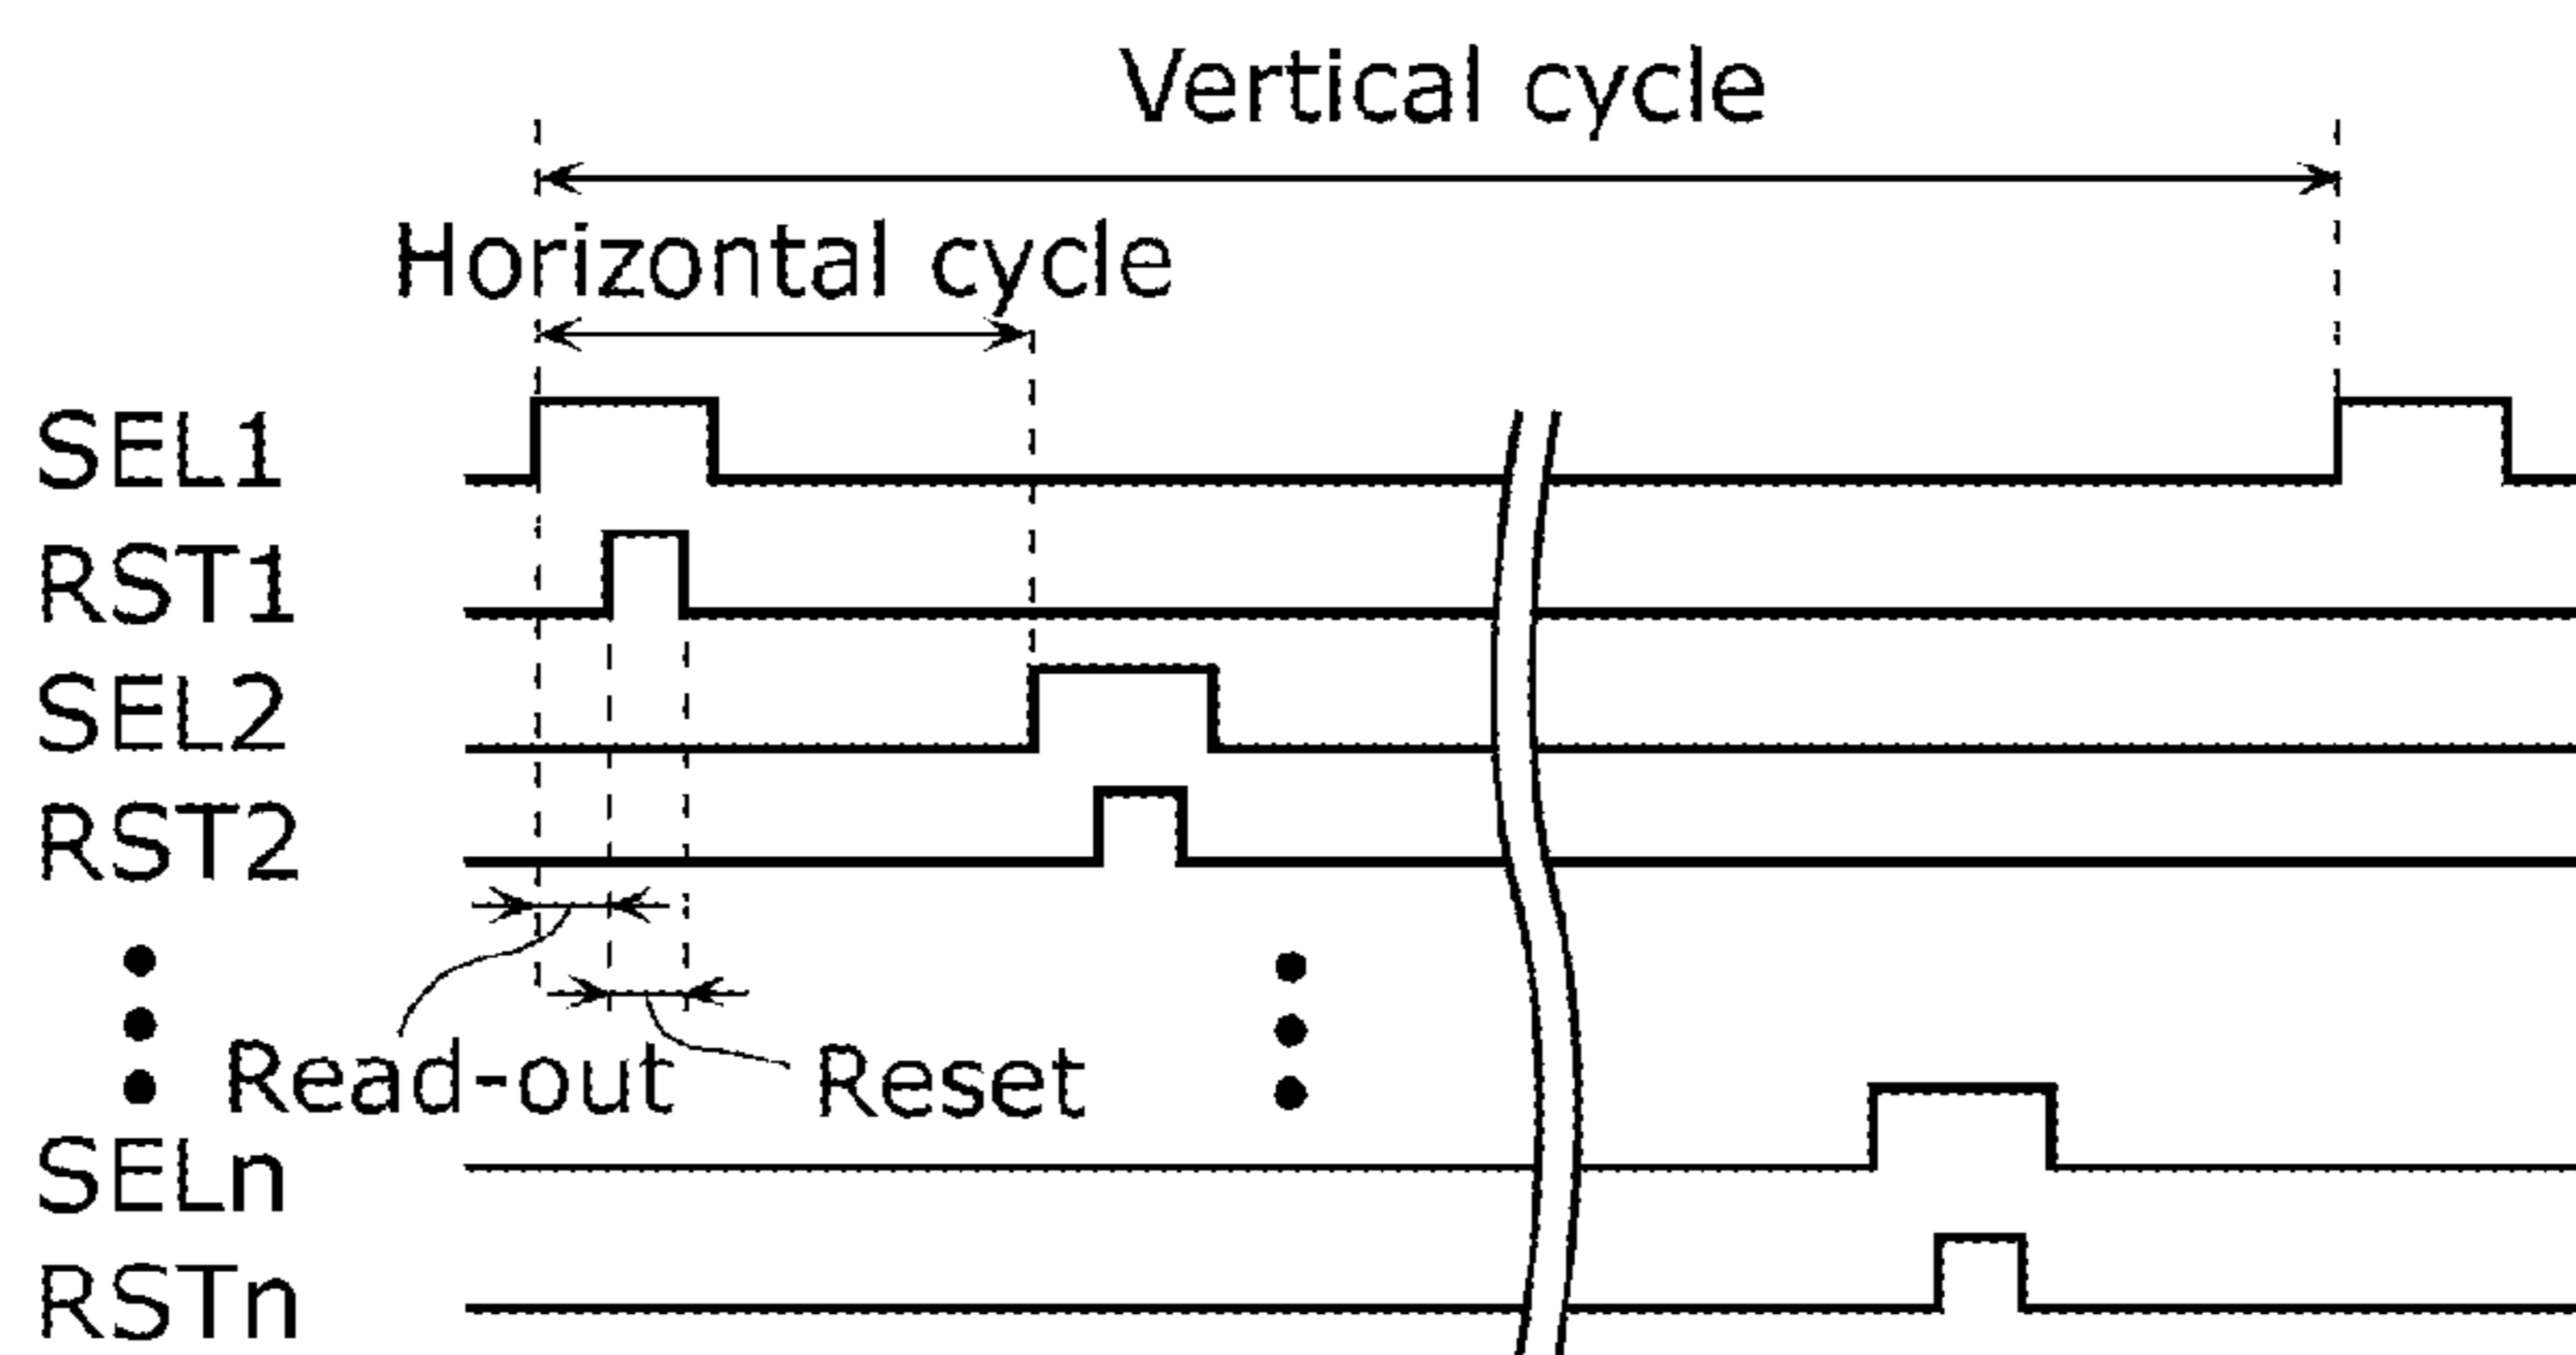 Vertical cycle
Horizontal cycle
SEL1
RST1
SEL2
RST2
Read-out
Reset
SELn
RSTn